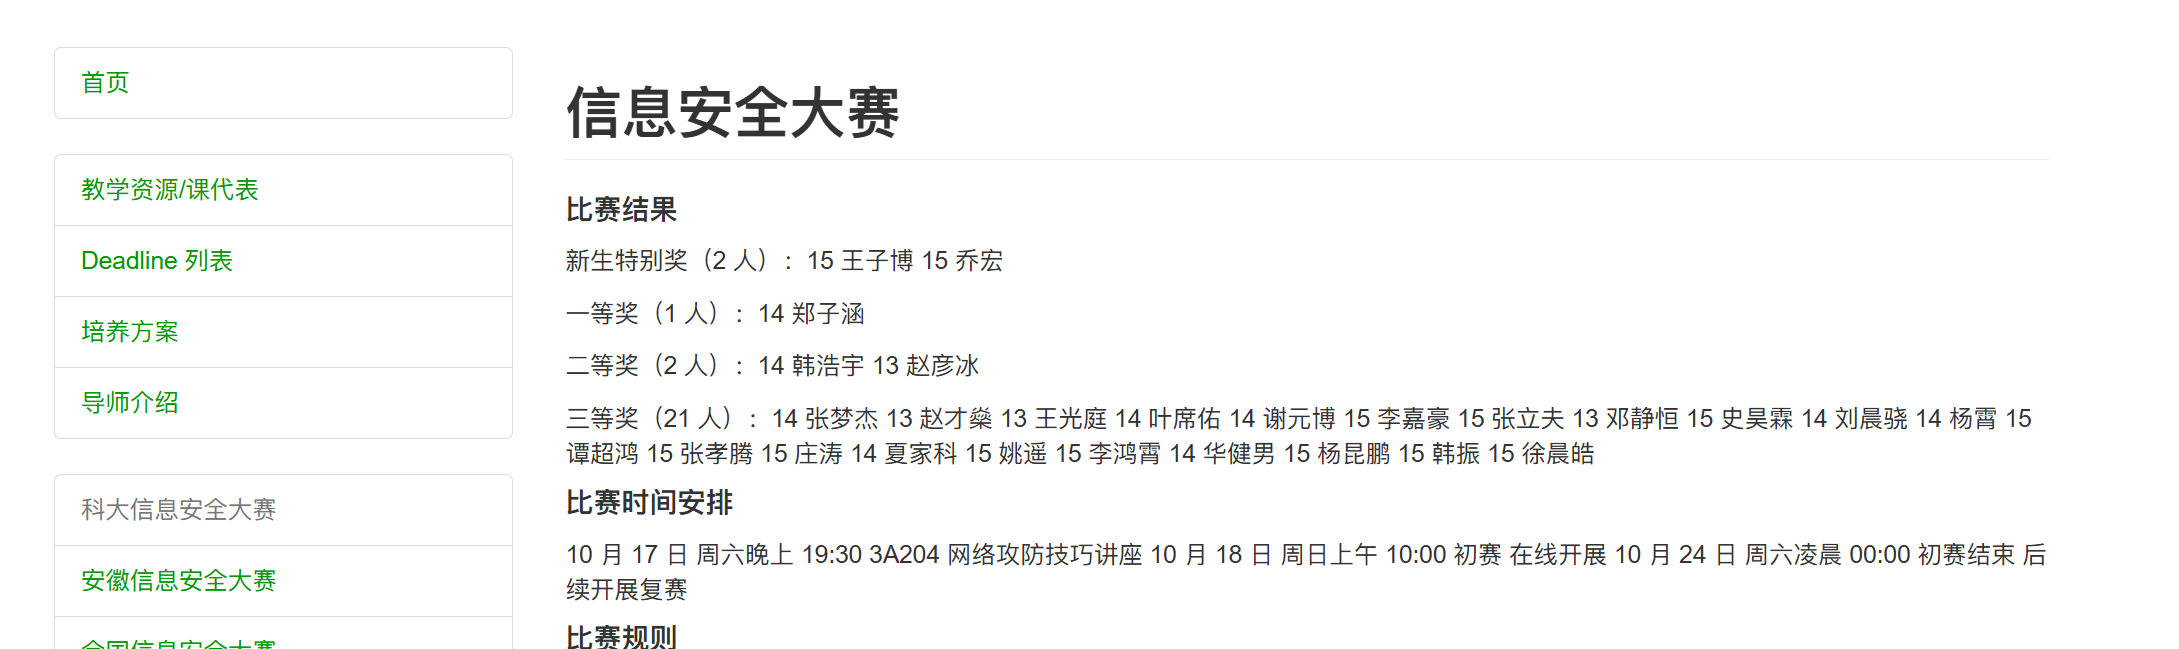 首页
教学资源/课代表
Deadline 列表
培养方案
导师介绍
科大信息安全大赛
安徽信息安全大赛
全国信息安全大赛
信息安全大赛
比赛结果
新生特别奖（2 人）：15 王子博 15 乔宏
一等奖（1 人）：14 郑子涵
二等奖（2 人）：14 韩浩宇 13 赵彦冰
三等奖（21 人）：14 张梦杰 13 赵才燊 13 王光庭 14 叶席佑 14 谢元博 15 李嘉豪 15 张立夫 13 邓静恒 15 史昊霖 14 刘晨骁 14 杨霄 15
谭超鸿 15 张孝腾 15 庄涛 14 夏家科 15 姚遥 15 李鸿霄 14 华健男 15 杨昆鹏 15 韩振 15 徐晨皓
比赛时间安排
10 月 17 日 周六晚上 19:30 3A204 网络攻防技巧讲座 10 月 18 日 周日上午 10:00 初赛 在线开展 10 月 24 日 周六凌晨 00:00 初赛结束 后
续开展复赛
比赛规则